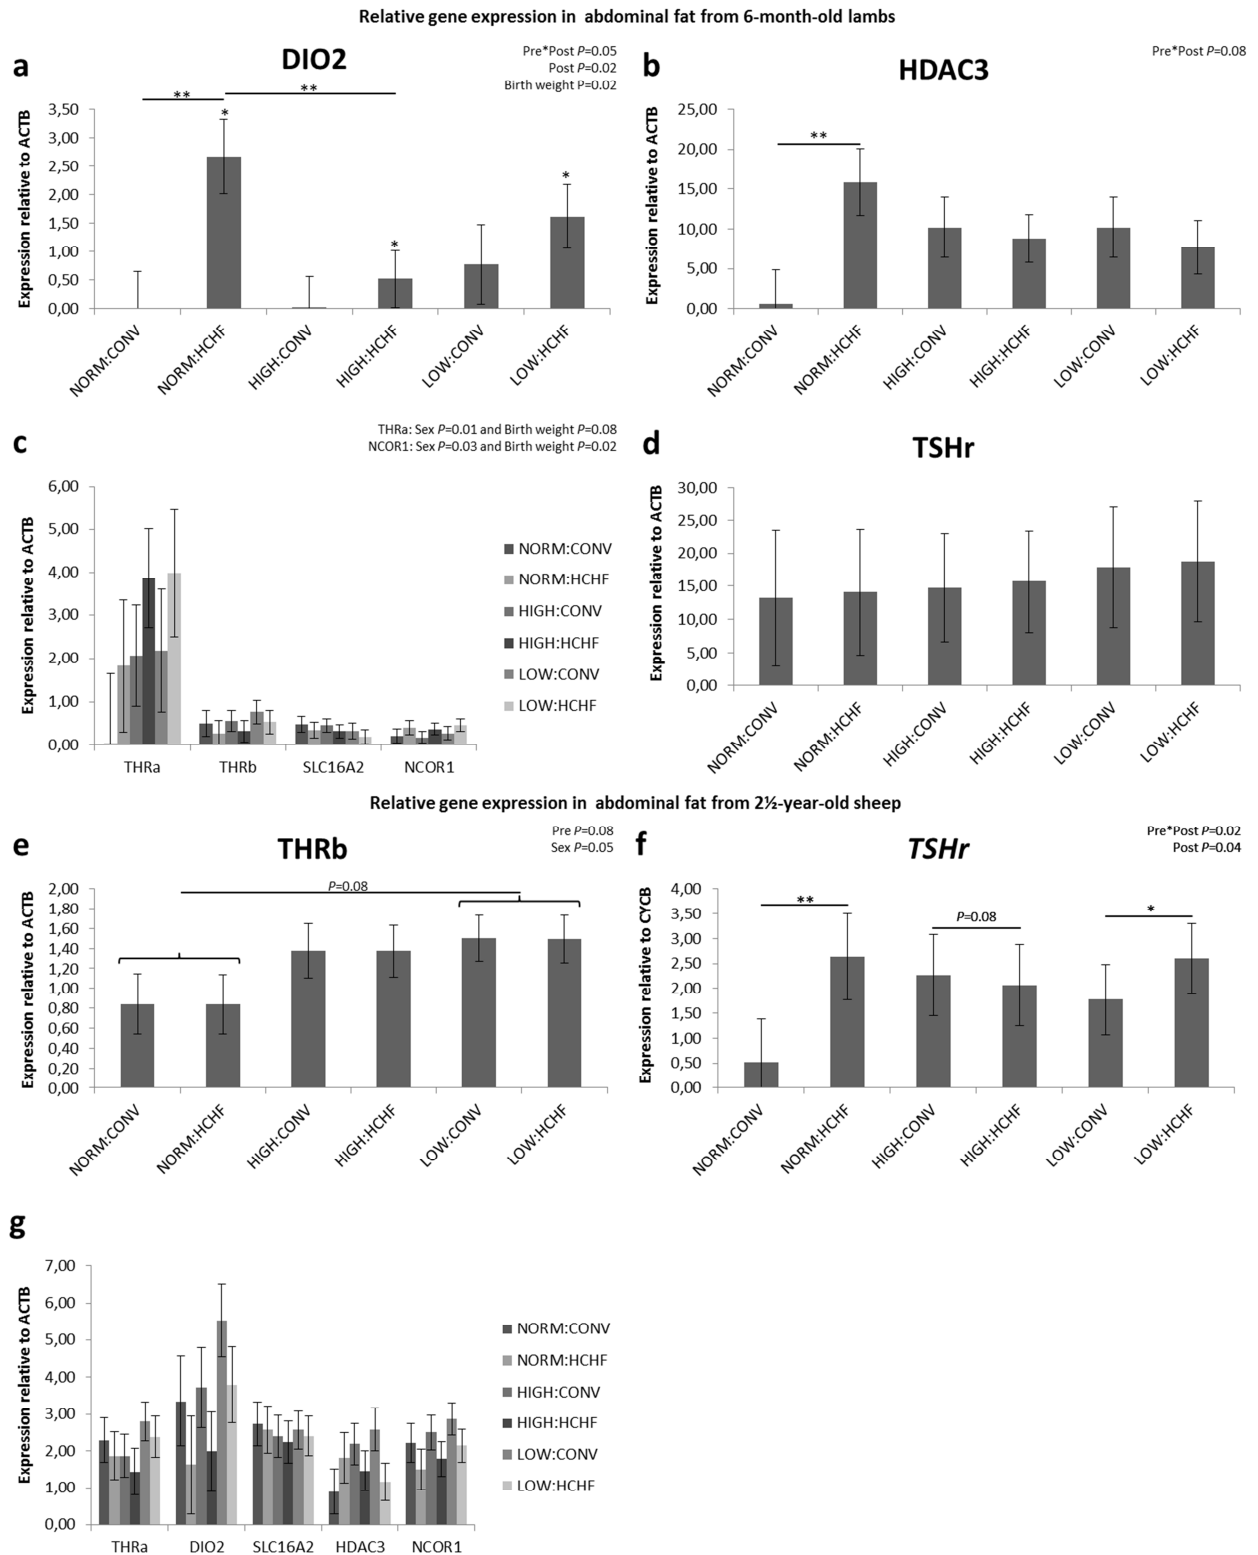 Relative gene expression in abdominal fat from 6-month-old lambs
a
DIO2
Pre*Post P=0.05
Post P=0.02
Birth weight P=0.02
**
**
*
*
*
Expression relative to ACTB
3,50
3,00
2,50
2,00
1,50
1,00
0,50
0,00
NORM:CONV
NORM:HCHF
HIGH:CONV
HIGH:HCHF
LOW:CONV
LOW:HCHF
b
HDAC3
Pre*Post P=0.08
**
Expression relative to ACTB
25,00
20,00
15,00
10,00
5,00
0,00
NORM:CONV
NORM:HCHF
HIGH:CONV
HIGH:HCHF
LOW:CONV
LOW:HCHF
c
THRa: Sex P=0.01 and Birth weight P=0.08
NCOR1: Sex P=0.03 and Birth weight P=0.02
Expression relative to ACTB
6,00
5,00
4,00
3,00
2,00
1,00
0,00
THRa
THRb
SLC16A2
NCOR1
NORM:CONV
NORM:HCHF
HIGH:CONV
HIGH:HCHF
LOW:CONV
LOW:HCHF
d
TSHr
Expression relative to ACTB
30,00
25,00
20,00
15,00
10,00
5,00
0,00
NORM:CONV
NORM:HCHF
HIGH:CONV
HIGH:HCHF
LOW:CONV
LOW:HCHF
Relative gene expression in abdominal fat from 2½-year-old sheep
e
THRb
Pre P=0.08
Sex P=0.05
P=0.08
Expression relative to ACTB
2,00
1,80
1,60
1,40
1,20
1,00
0,80
0,60
0,40
0,20
0,00
NORM:CONV
NORM:HCHF
HIGH:CONV
HIGH:HCHF
LOW:CONV
LOW:HCHF
f
TSHr
Pre*Post P=0.02
Post P=0.04
**
P=0.08
*
Expression relative to CYCB
4,00
3,50
3,00
2,50
2,00
1,50
1,00
0,50
0,00
NORM:CONV
NORM:HCHF
HIGH:CONV
HIGH:HCHF
LOW:CONV
LOW:HCHF
g
Expression relative to ACTB
7,00
6,00
5,00
4,00
3,00
2,00
1,00
0,00
THRa
DIO2
SLC16A2
HDAC3
NCOR1
NORM:CONV
NORM:HCHF
HIGH:CONV
HIGH:HCHF
LOW:CONV
LOW:HCHF